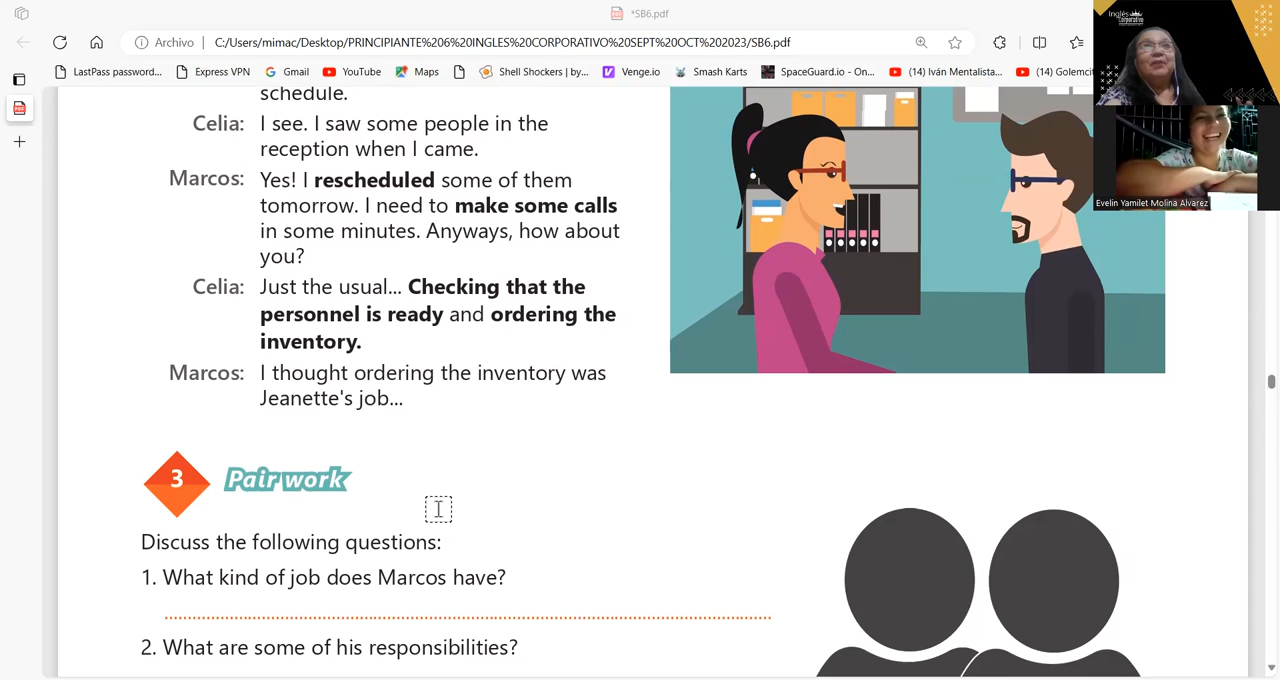 *SB6.pdf
Archivo C:/Users/mimac/Desktop/PRINCIPIANTE%206%20INGLES%20CORPORATIVO%20SEPT%20OCT%202023/SB6.pdf
LastPass password... Express VPN Gmail YouTube Maps Shell Shockers | by... Venge.io Smash Karts SpaceGuard.io - On... (14) Iván Mentalista... (14) Golemcit
Inglés
Corporativo
Evelin Yamilet Molina Alvarez
schedule.
Celia: I see. I saw some people in the
reception when I came.
Marcos: Yes! I rescheduled some of them
tomorrow. I need to make some calls
in some minutes. Anyways, how about
you?
Celia: Just the usual... Checking that the
personnel is ready and ordering the
inventory.
Marcos: I thought ordering the inventory was
Jeanette's job...
3 Pair work
Discuss the following questions:
1. What kind of job does Marcos have?
2. What are some of his responsibilities?